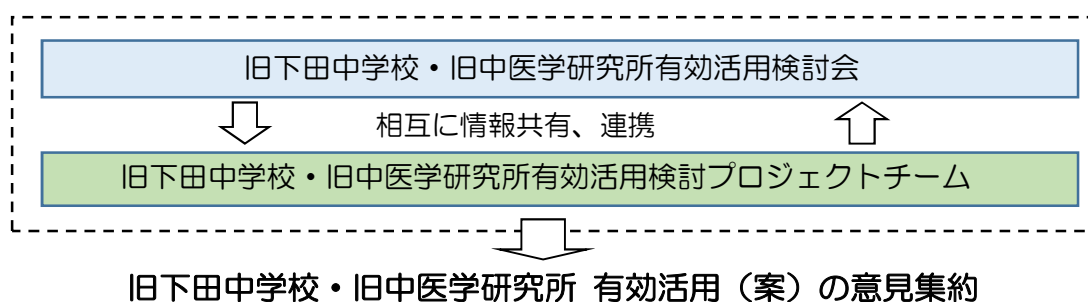 旧下田中学校・旧中医学研究所有効活用検討会
相互に情報共有、連携
旧下田中学校・旧中医学研究所有効活用検討プロジェクトチーム
旧下田中学校・旧中医学研究所 有効活用（案）の意見集約